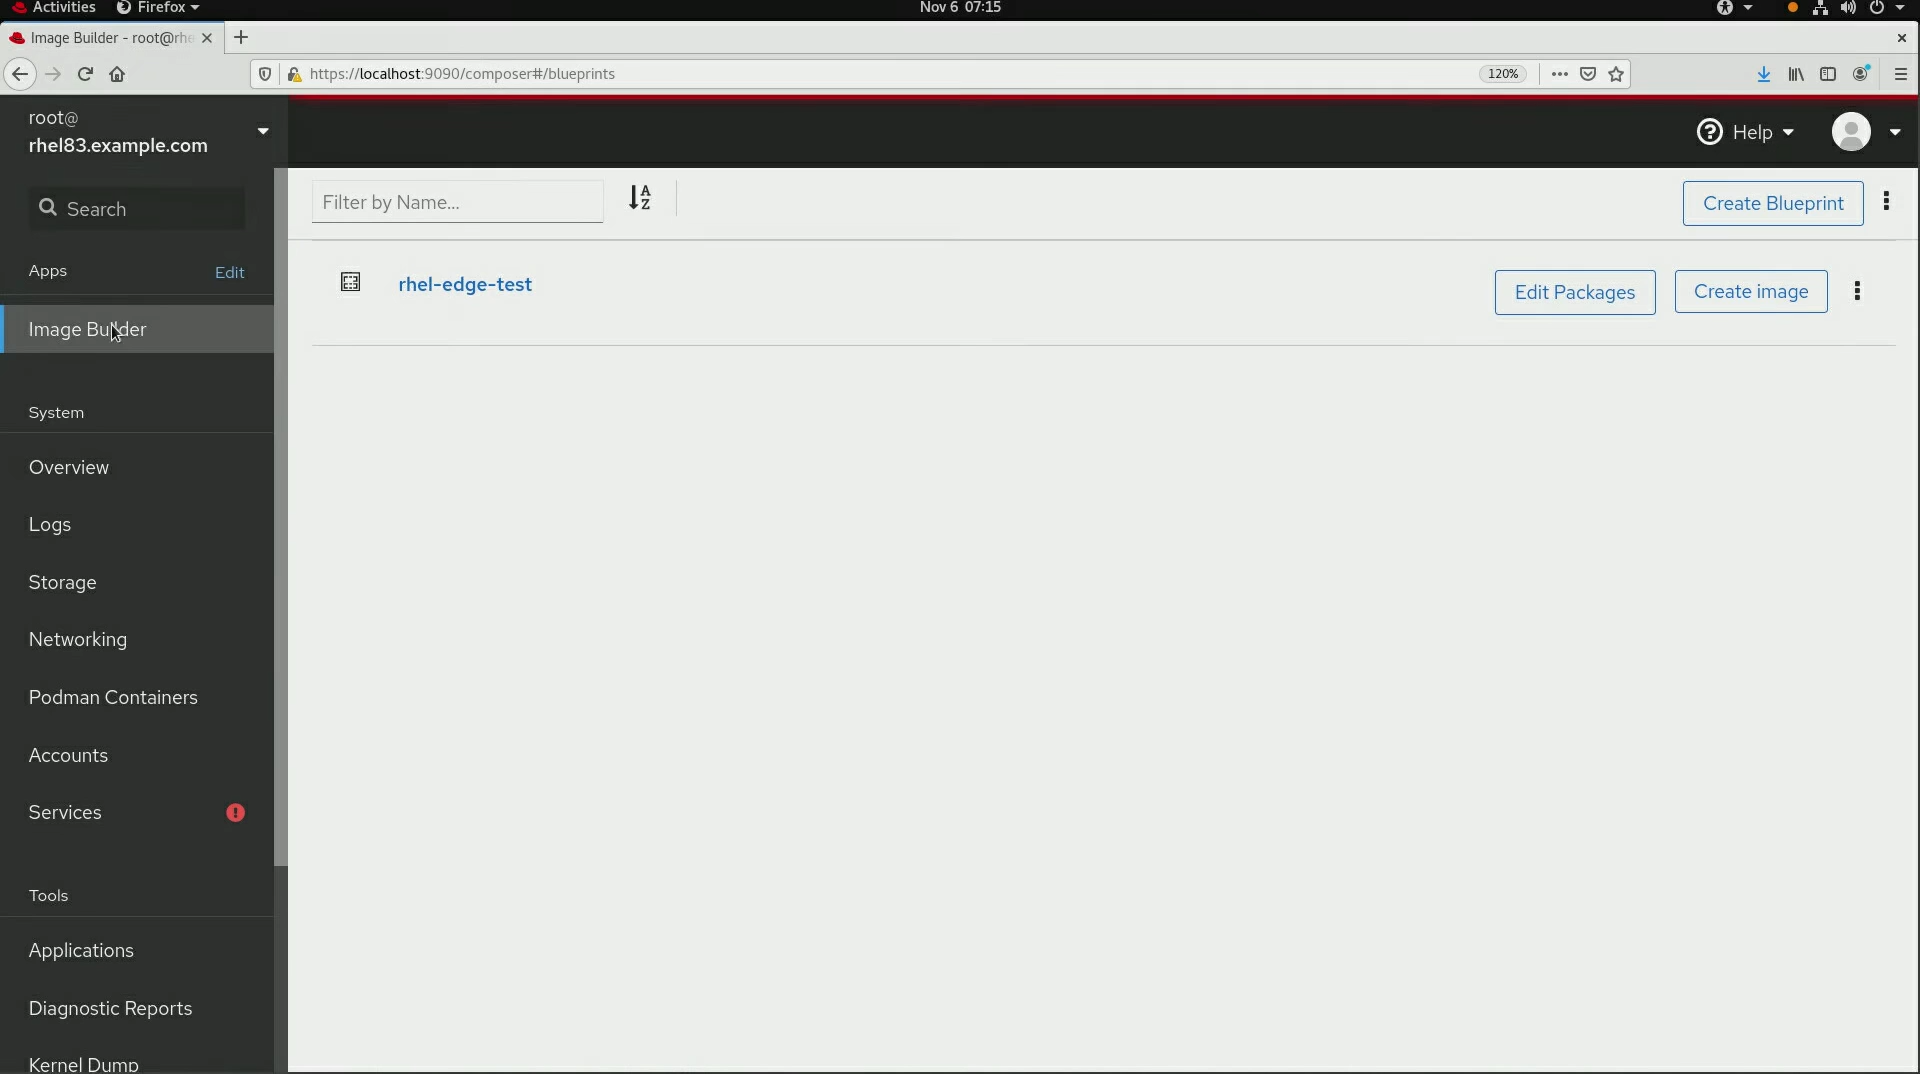 Activities Firefox Nov 6 07:15
Image Builder - root@rhe
https://localhost:9090/composer#/blueprints 120%
root@
rhel83.example.com
Help
Search
Filter by Name...
Create Blueprint
Apps Edit
rhel-edge-test
Edit Packages Create image
Image Builder
System
Overview
Logs
Storage
Networking
Podman Containers
Accounts
Services
Tools
Applications
Diagnostic Reports
Kernel Dump